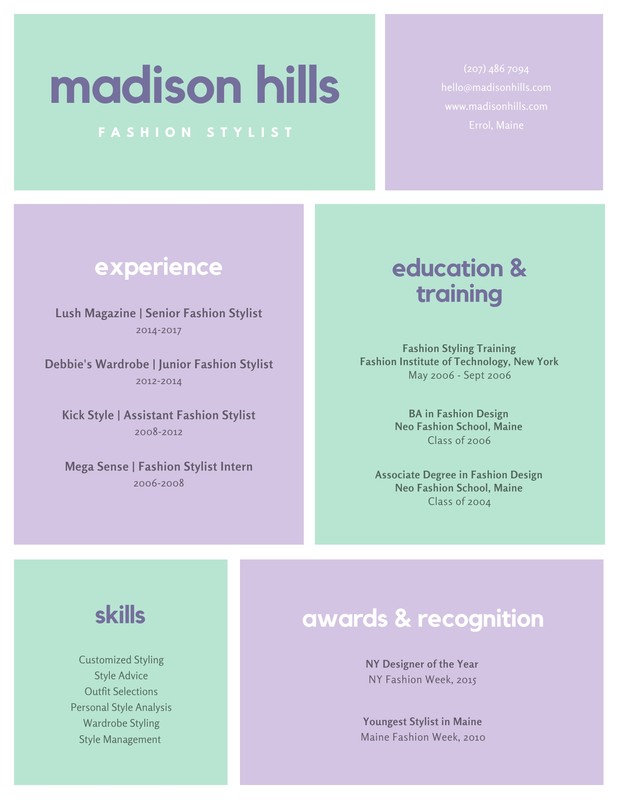 madison hills
FASHION STYLIST
(207) 486 7094
hello@madisonhills.com
www.madisonhills.com
Errol, Maine
experience
Lush Magazine | Senior Fashion Stylist
2014-2017
Debbie's Wardrobe | Junior Fashion Stylist
2012-2014
Kick Style | Assistant Fashion Stylist
2008-2012
Mega Sense | Fashion Stylist Intern
2006-2008
education &
training
Fashion Styling Training
Fashion Institute of Technology, New York
May 2006 - Sept 2006
BA in Fashion Design
Neo Fashion School, Maine
Class of 2006
Associate Degree in Fashion Design
Neo Fashion School, Maine
Class of 2004
skills
Customized Styling
Style Advice
Outfit Selections
Personal Style Analysis
Wardrobe Styling
Style Management
awards & recognition
NY Designer of the Year
NY Fashion Week, 2015
Youngest Stylist in Maine
Maine Fashion Week, 2010